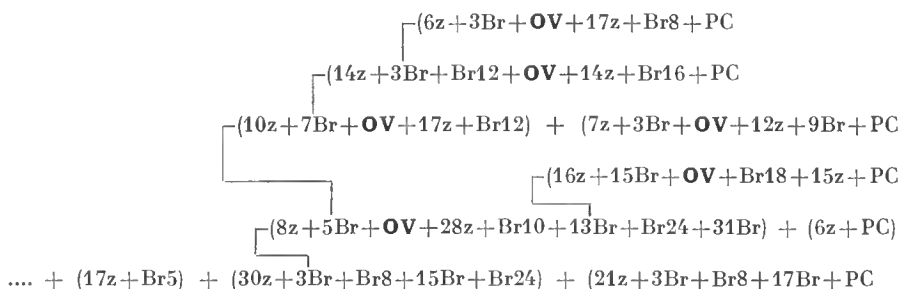 (6z+3Br+OV+17z+Br8+PC
(14z+3Br+Br12+OV+14z+Br16+PC
(10z+7Br+OV+17z+Br12) + (7z+3Br+OV+12z+9Br+PC
(16z+15Br+OV+Br18+15z+PC
(8z+5Br+OV+28z+Br10+13Br+Br24+31Br) + (6z+PC)
.... + (17z+Br5) + (30z+3Br+Br8+15Br+Br24) + (21z+3Br+Br8+17Br+PC